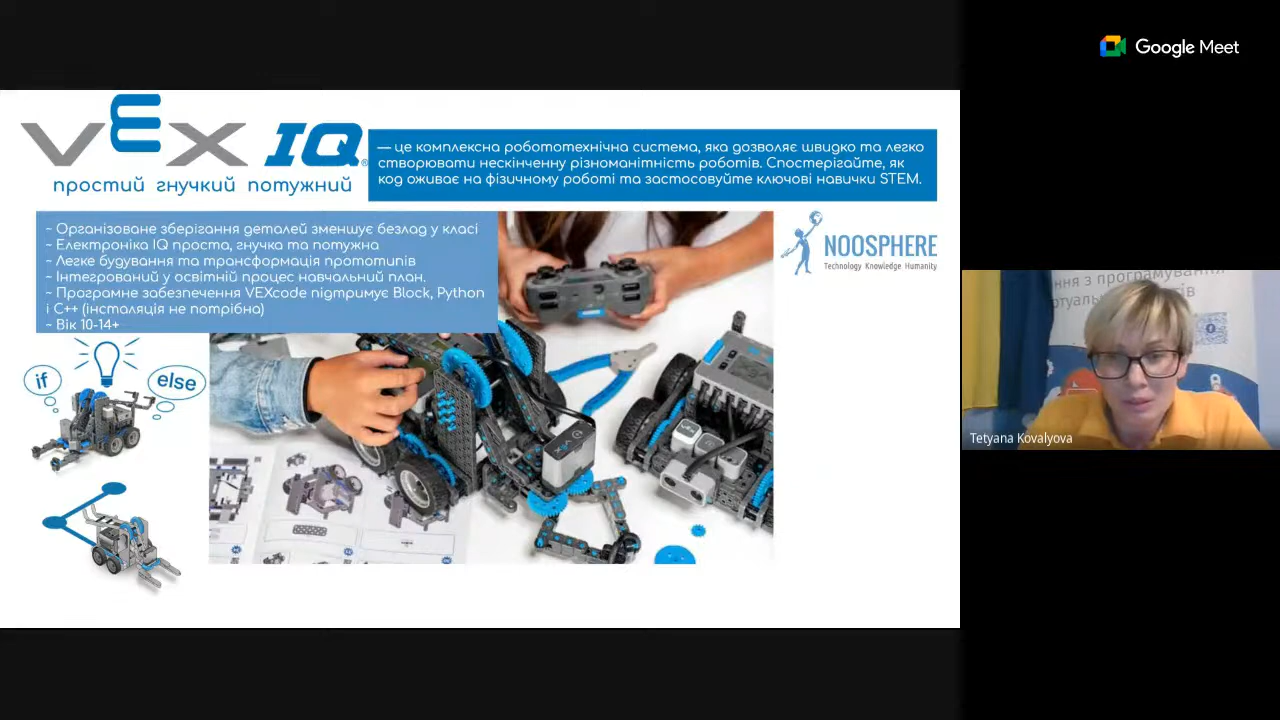 Google Meet
VEX IQ
простий гнучкий потужний
— це комплексна робототехнічна система, яка дозволяє швидко та легко
створювати нескінченну різноманітність роботів. Спостерігайте, як
код оживає на фізичному роботі та застосовуйте ключові навички STEM.
- Організоване зберігання деталей зменшує безлад у класі
- Електроніка IQ проста, гнучка та потужна
- Легке будування та трансформація прототипів
- Інтегрований у освітній процес навчальний план.
- Програмне забезпечення VEXcode підтримує Block, Python
і C++ (інсталяція не потрібна)
- Вік 10-14+
NOOSPHERE
Technology Knowledge Humanity
if
else
ння з програмування
Tetyana Kovalyova